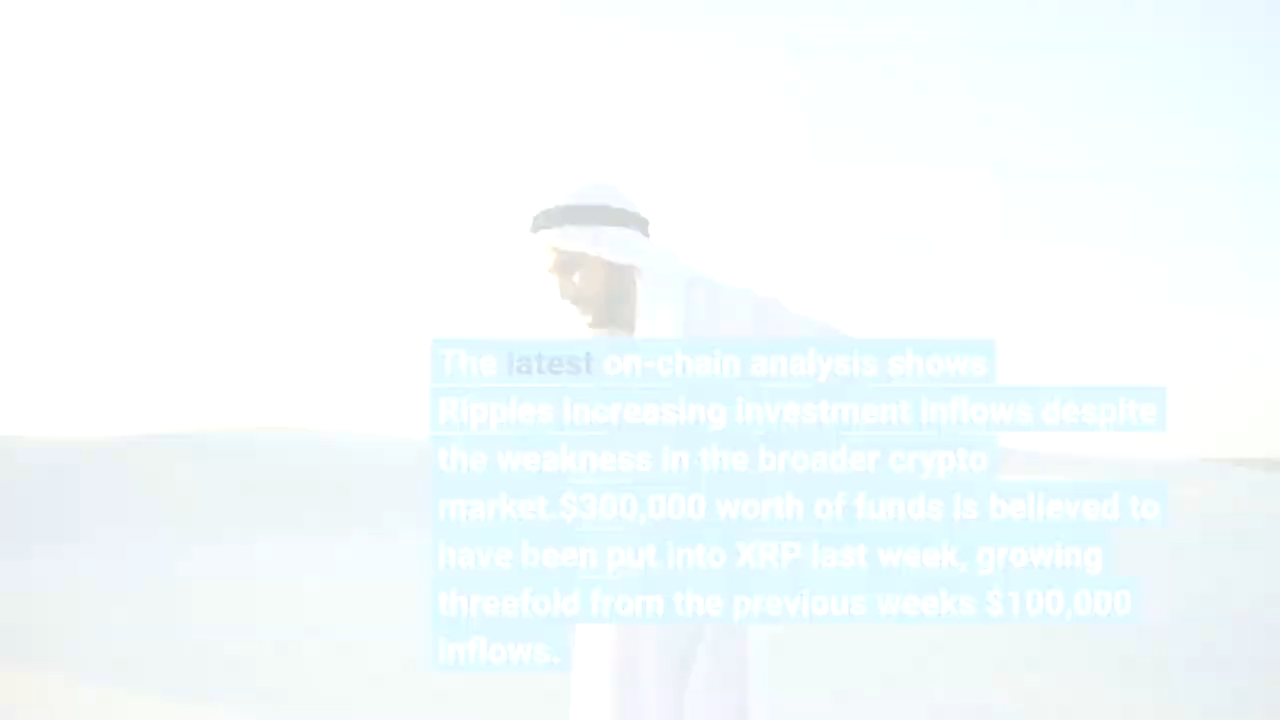 The latest on-chain analysis shows
Ripples increasing investment inflows despite
the weakness in the broader crypto
market.$300,000 worth of funds is believed to
have been put into XRP last week, growing
threefold from the previous weeks $100,000
inflows.